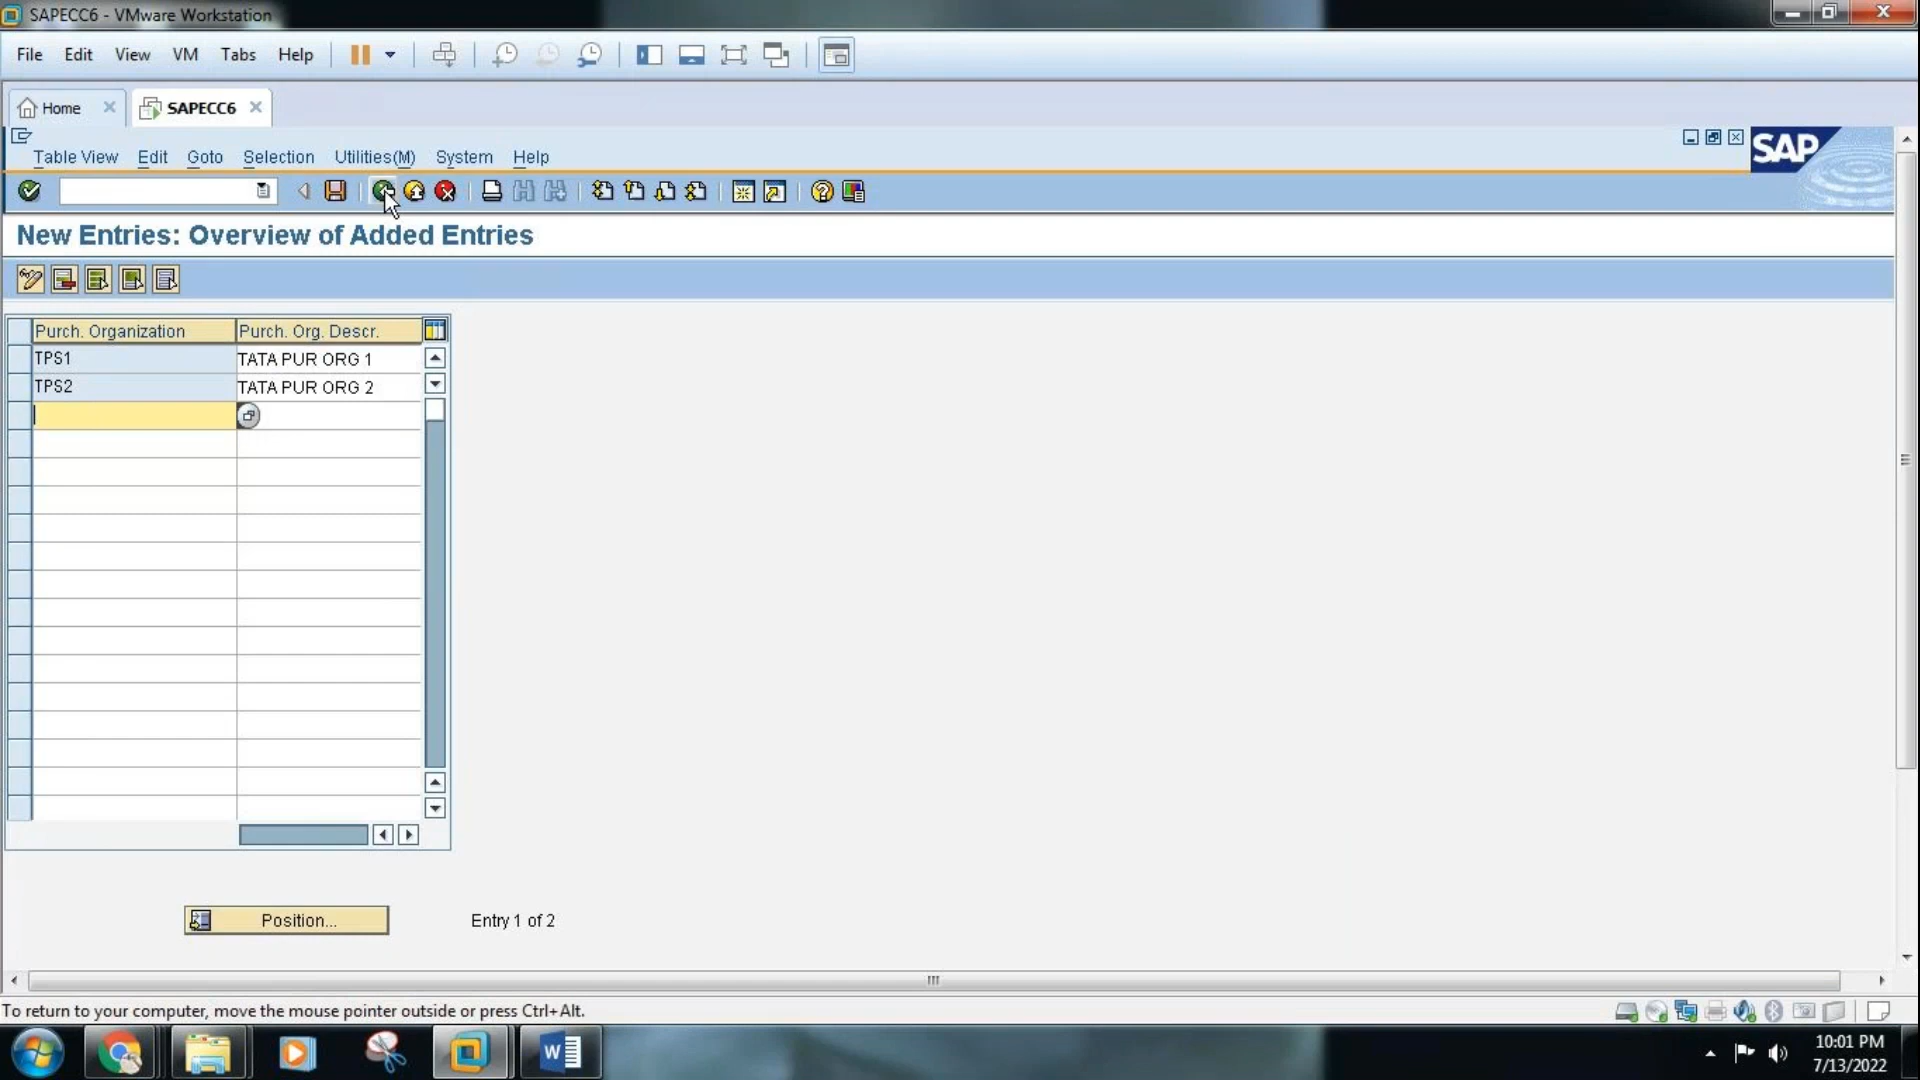 SAPECC6 - VMware Workstation
File Edit View VM Tabs Help
Home SAPECC6
Table View Edit Goto Selection Utilities(M) System Help
SAP
New Entries: Overview of Added Entries
Purch. Organization Purch. Org. Descr.
TPS1 TATA PUR ORG 1
TPS2 TATA PUR ORG 2
Position... Entry 1 of 2
To return to your computer, move the mouse pointer outside or press Ctrl+Alt.
W
10:01 PM
7/13/2022